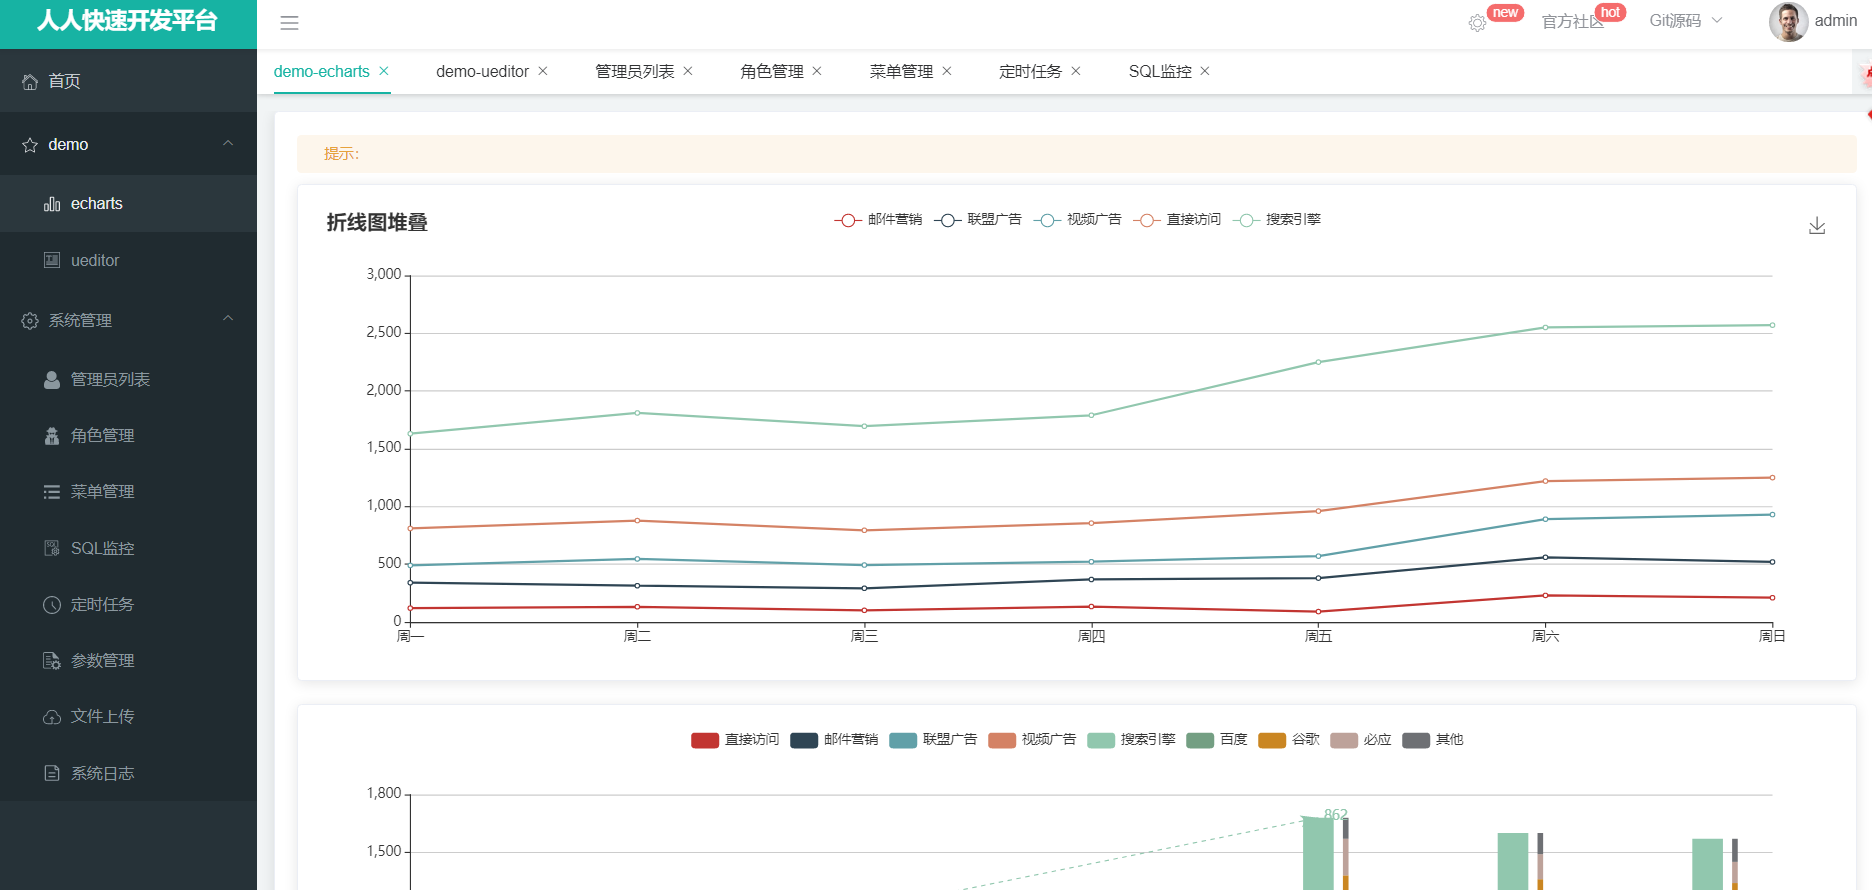 人人快速开发平台
new
官方社区
hot
Git源码
admin
demo-echarts
demo-ueditor
管理员列表
角色管理
菜单管理
定时任务
SQL监控
首页
demo
echarts
ueditor
系统管理
管理员列表
角色管理
菜单管理
SQL监控
定时任务
参数管理
文件上传
系统日志
提示:
折线图堆叠
邮件营销 联盟广告 视频广告 直接访问 搜索引擎
3,000
2,500
2,000
1,500
1,000
500
0
周一 周二 周三 周四 周五 周六 周日
直接访问 邮件营销 联盟广告 视频广告 搜索引擎 百度 谷歌 必应 其他
1,800
862
1,500